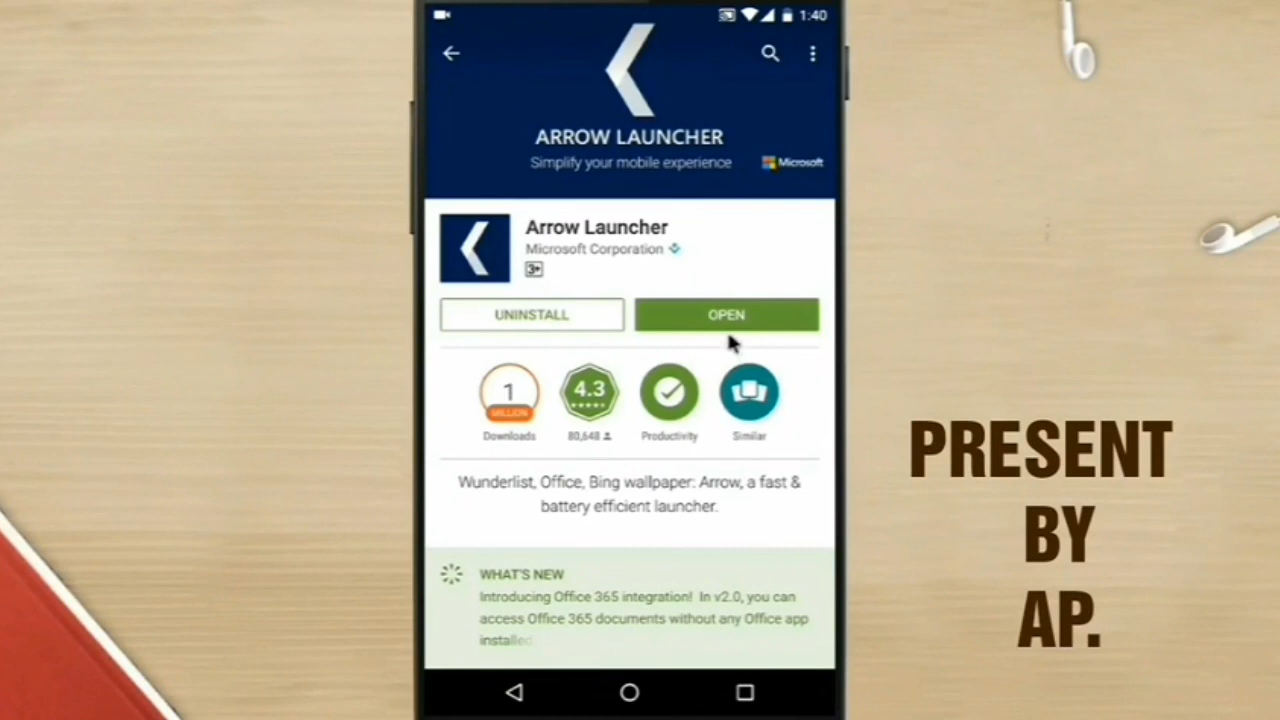 1:40
ARROW LAUNCHER
Simplify your mobile experience
Microsoft
Arrow Launcher
Microsoft Corporation
3+
UNINSTALL
OPEN
1
MILLION
4.3
Downloads
80,648
Productivity
Similar
Wunderlist, Office, Bing wallpaper: Arrow, a fast &
battery efficient launcher.
WHAT'S NEW
Introducing Office 365 integration! In v2.0, you can
access Office 365 documents without any Office app
installed
PRESENT
BY
AP.